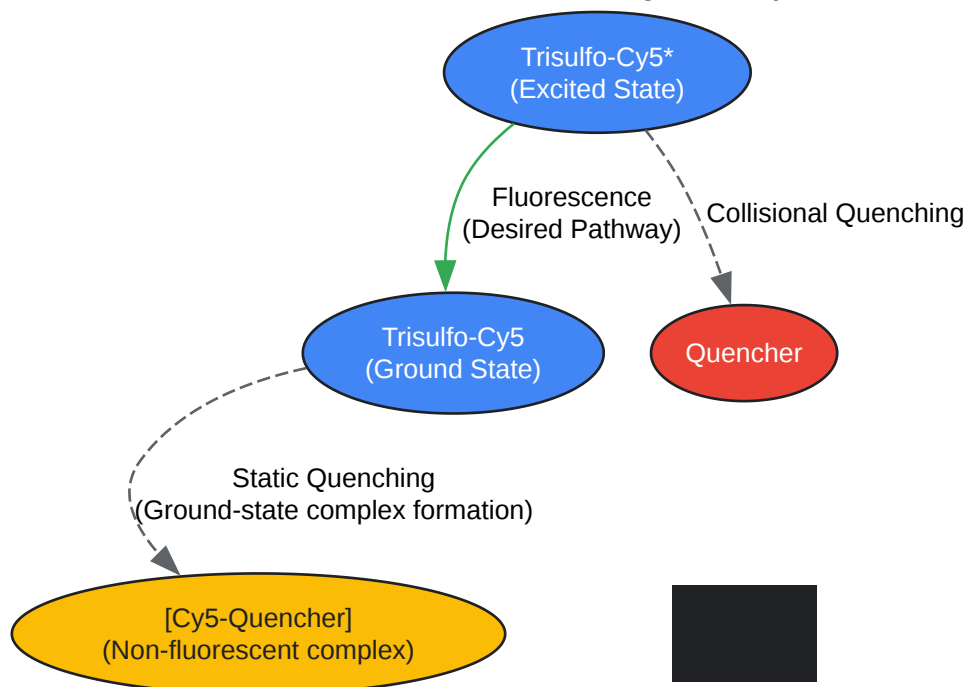 Trisulfo-Cy5*
(Excited State)
Fluorescence
(Desired Pathway)
Collisional Quenching
Trisulfo-Cy5
(Ground State)
Quencher
Static Quenching
(Ground-state complex formation)
[Cy5-Quencher]
(Non-fluorescent complex)